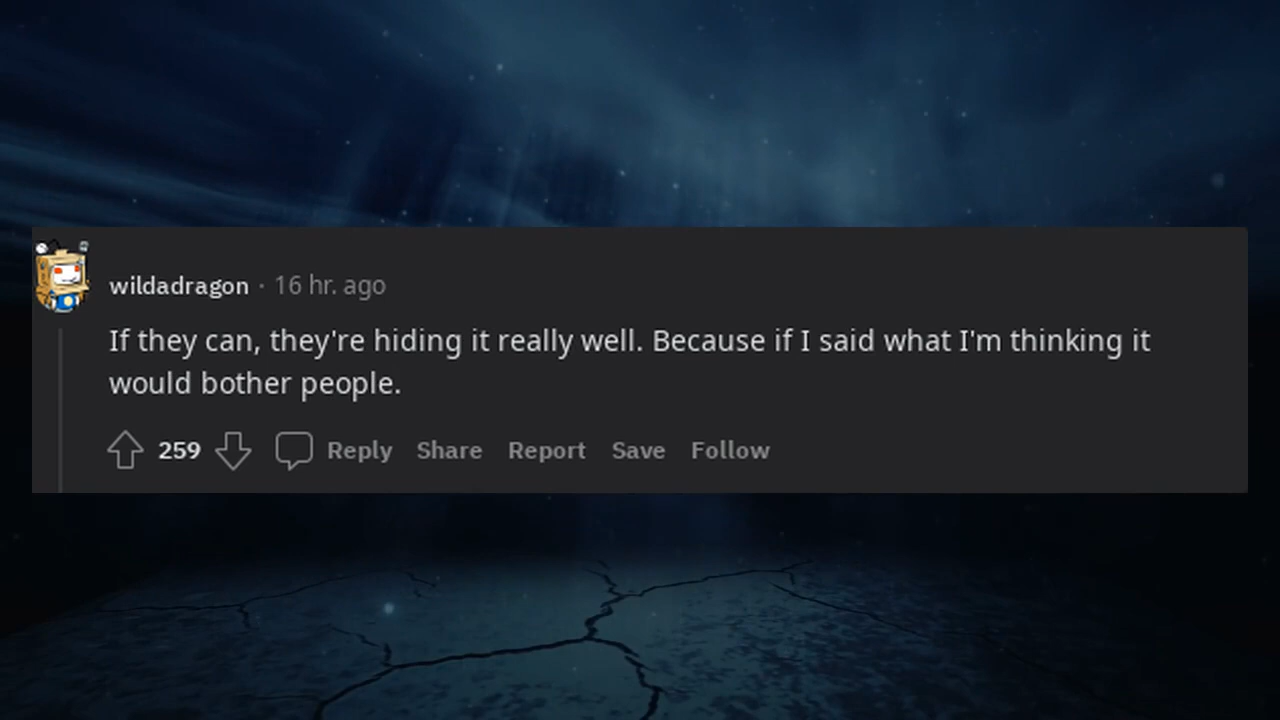 wildadragon · 16 hr. ago
If they can, they're hiding it really well. Because if I said what I'm thinking it
would bother people.
259 Reply Share Report Save Follow